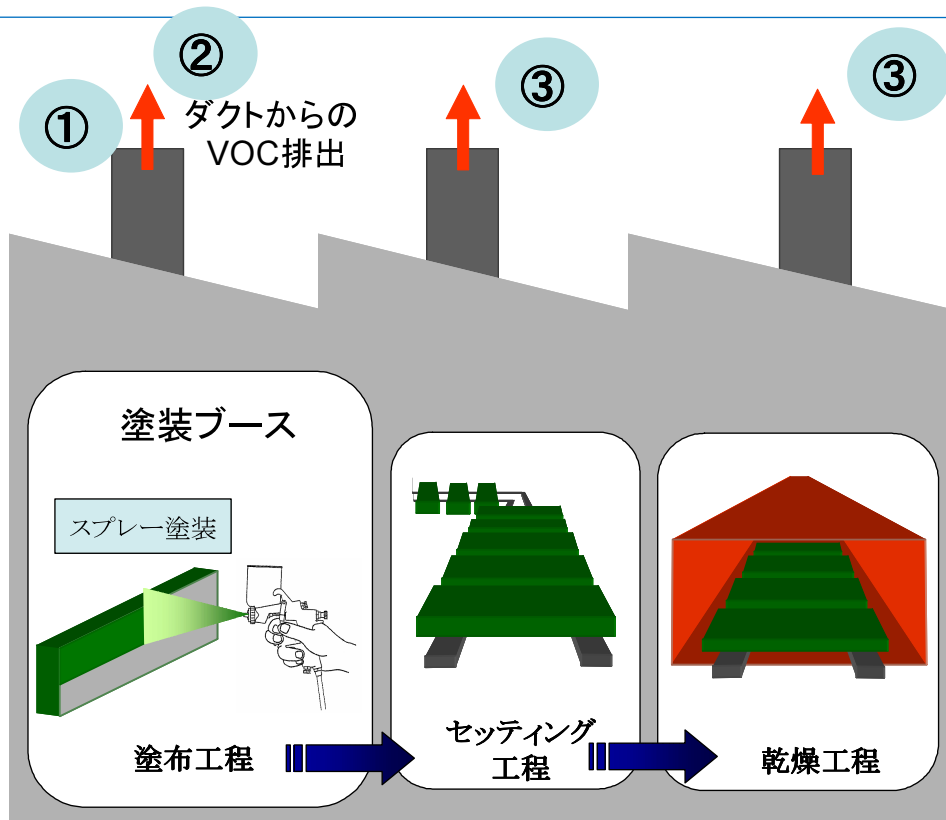 ①
②
ダクトからの
VOC排出
③
③
塗装ブース
スプレー塗装
塗布工程
セッティング
工程
乾燥工程